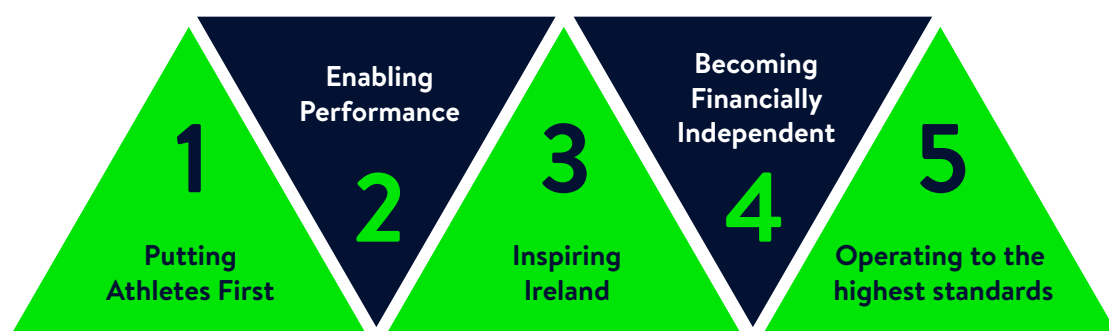 1
Putting
Athletes First
Enabling
Performance
2
3
Inspiring
Ireland
Becoming
Financially
Independent
4
5
Operating to the
highest standards